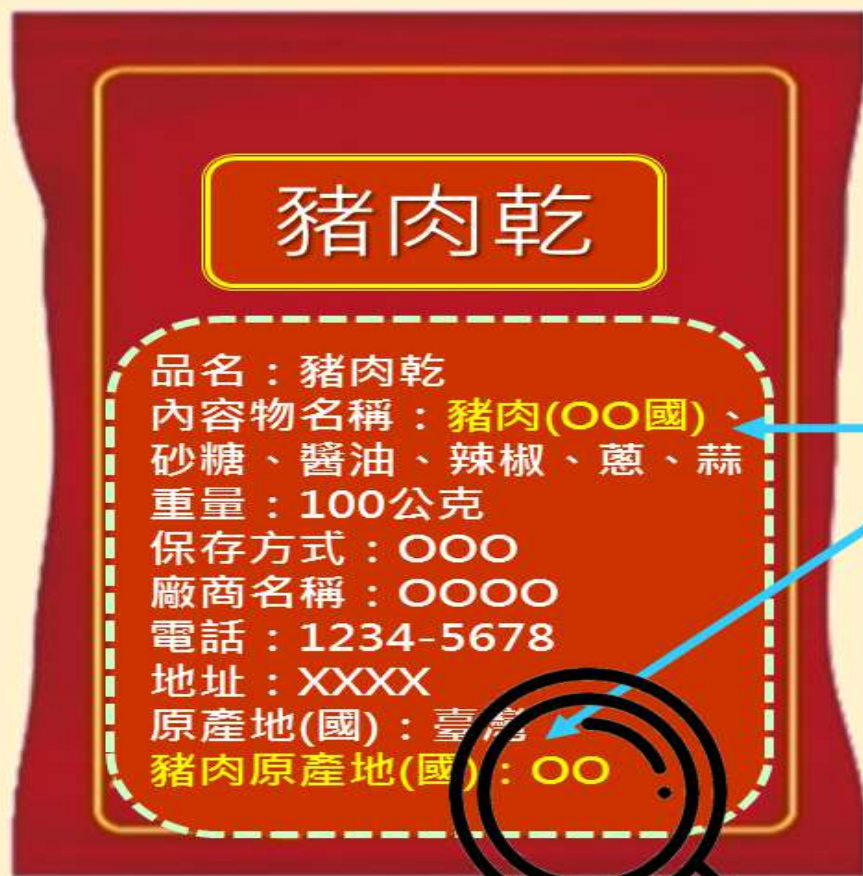 豬肉乾
品名：豬肉乾
內容物名稱：豬肉(OO國)、
砂糖、醬油、辣椒、蔥、蒜
重量：100公克
保存方式：OOO
廠商名稱：OOOO
電話：1234-5678
地址：XXXX
原產地(國)：臺灣
豬肉原產地(國)：OO